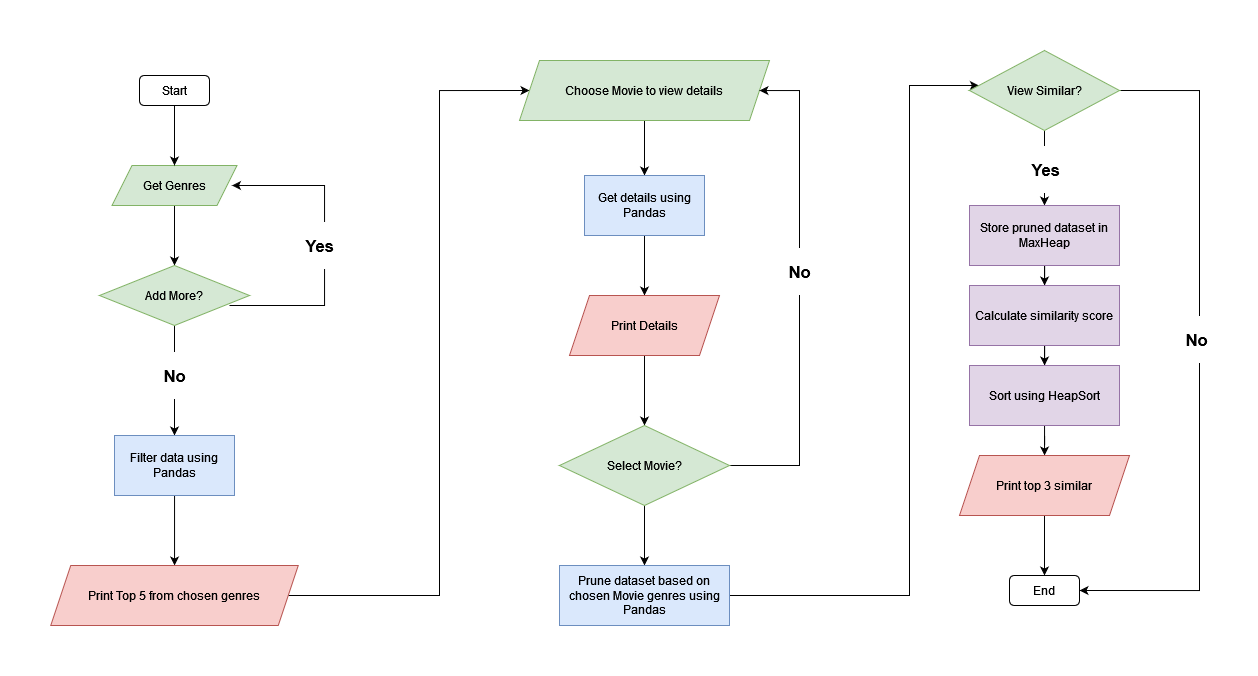 Start
Get Genres
Yes
Add More?
No
Filter data using
Pandas
Print Top 5 from chosen genres
Choose Movie to view details
Get details using
Pandas
No
Print Details
Select Movie?
Prune dataset based on
chosen Movie genres using
Pandas
View Similar?
Yes
Store pruned dataset in
MaxHeap
Calculate similarity score
No
Sort using HeapSort
Print top 3 similar
End